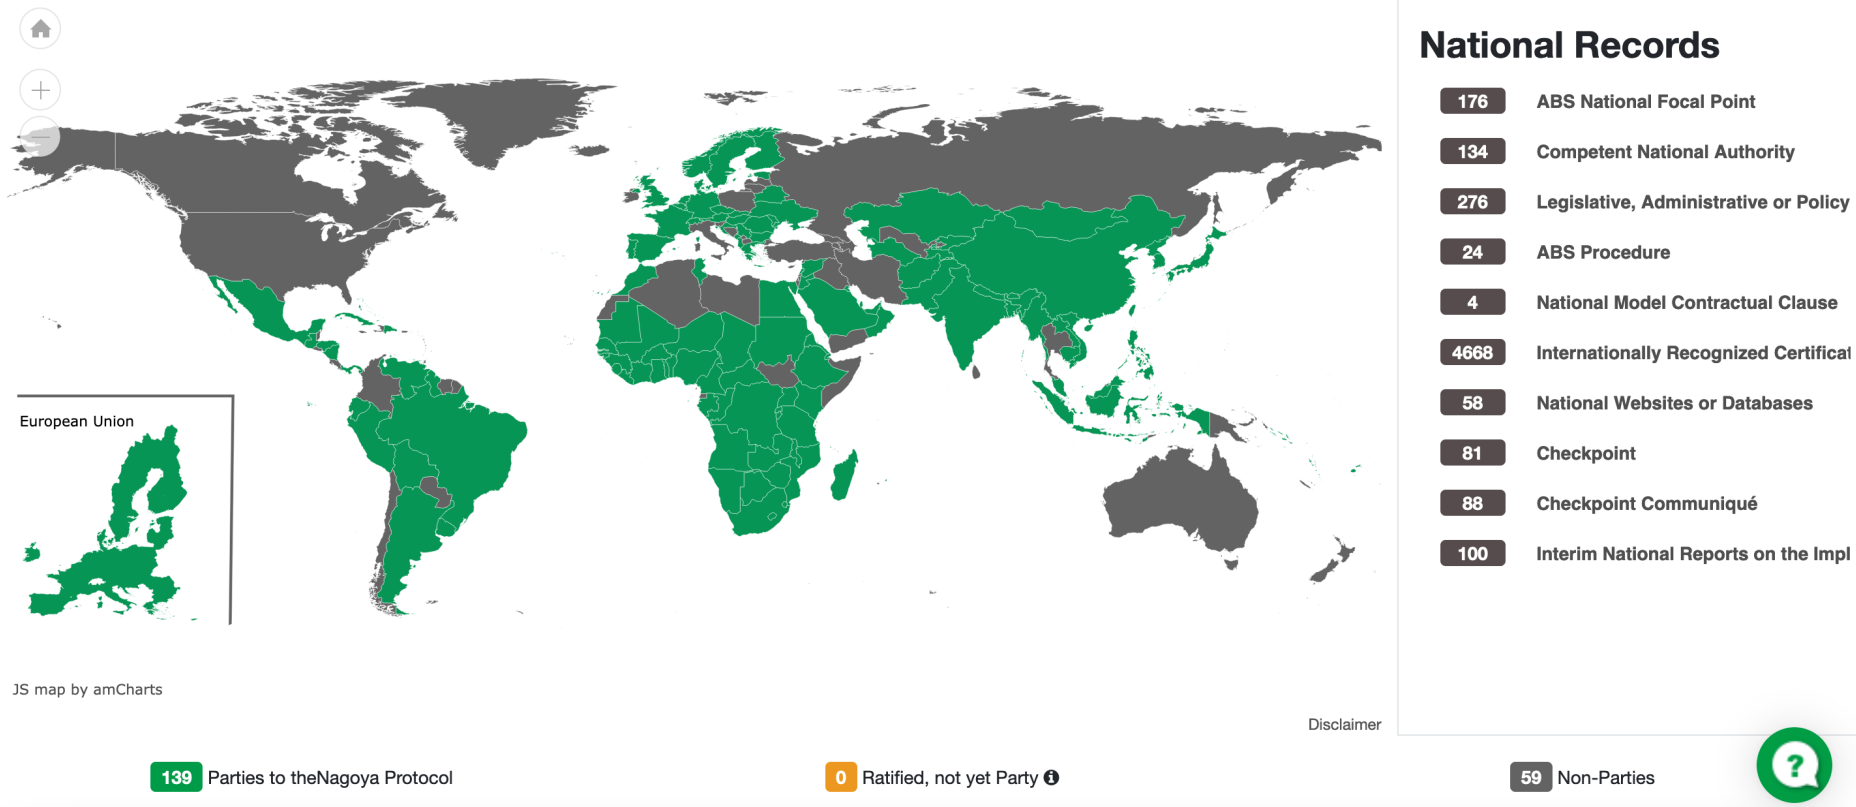 National Records
176 ABS National Focal Point
134 Competent National Authority
276 Legislative, Administrative or Policy
24 ABS Procedure
4 National Model Contractual Clause
4668 Internationally Recognized Certificat
58 National Websites or Databases
81 Checkpoint
88 Checkpoint Communiqué
100 Interim National Reports on the Impl
European Union
JS map by amCharts
Disclaimer
139 Parties to theNagoya Protocol
0 Ratified, not yet Party
59 Non-Parties